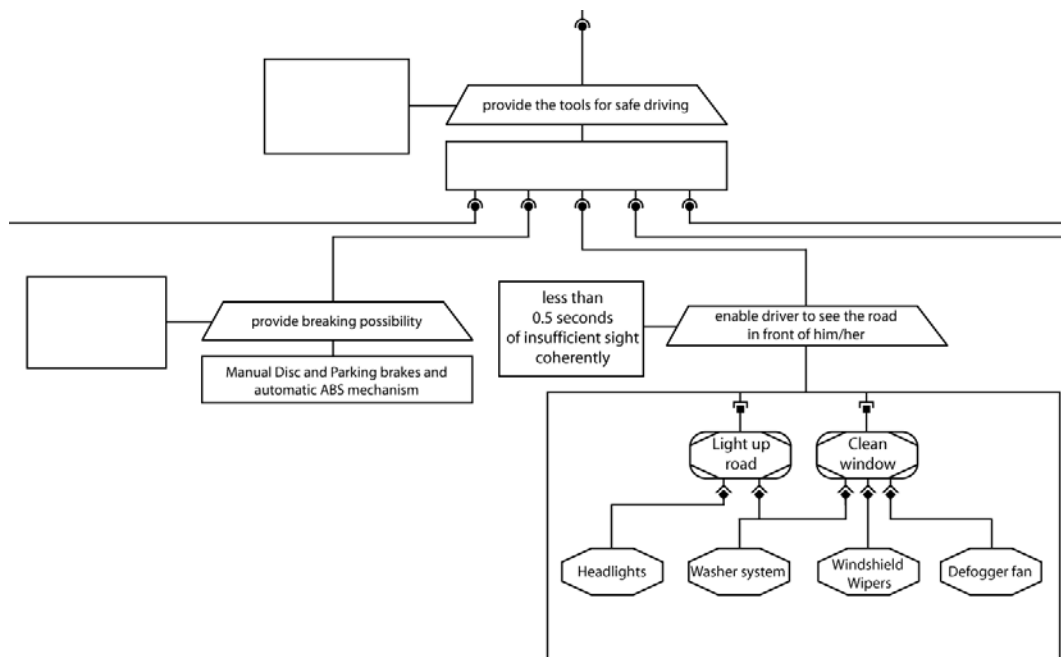 provide the tools for safe driving
less than
0.5 seconds
of insufficient sight
coherently
enable driver to see the road
in front of him/her
provide breaking possibility
Manual Disc and Parking brakes and
automatic ABS mechanism
Light up
road
Clean
window
Headlights
Washer system
Windshield
Wipers
Defogger fan